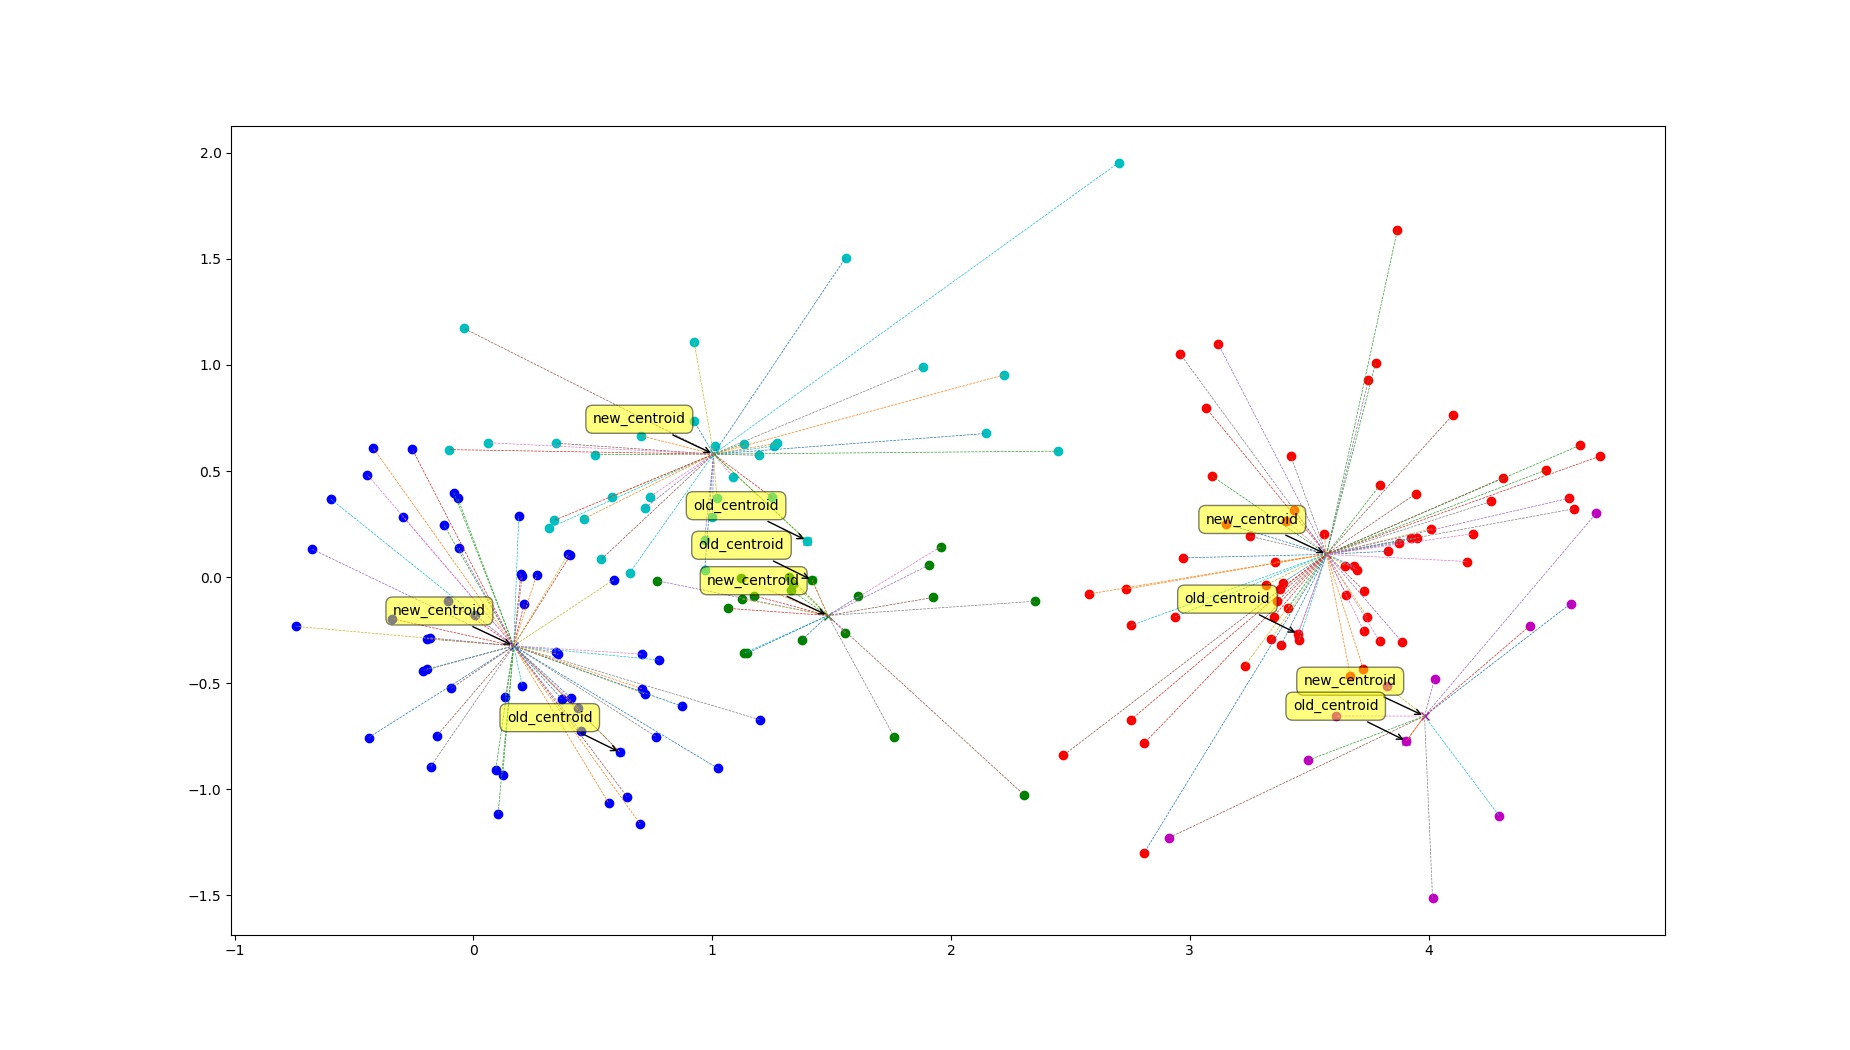 2.0
1.5
1.0
new_centroid
0.5
old_centroid
new_centroid
old_centroid
0.0
new_centroid
old_centroid
new_centroid
−0.5
new_centroid
old_centroid
old_centroid
−1.0
−1.5
−1 0 1 2 3 4